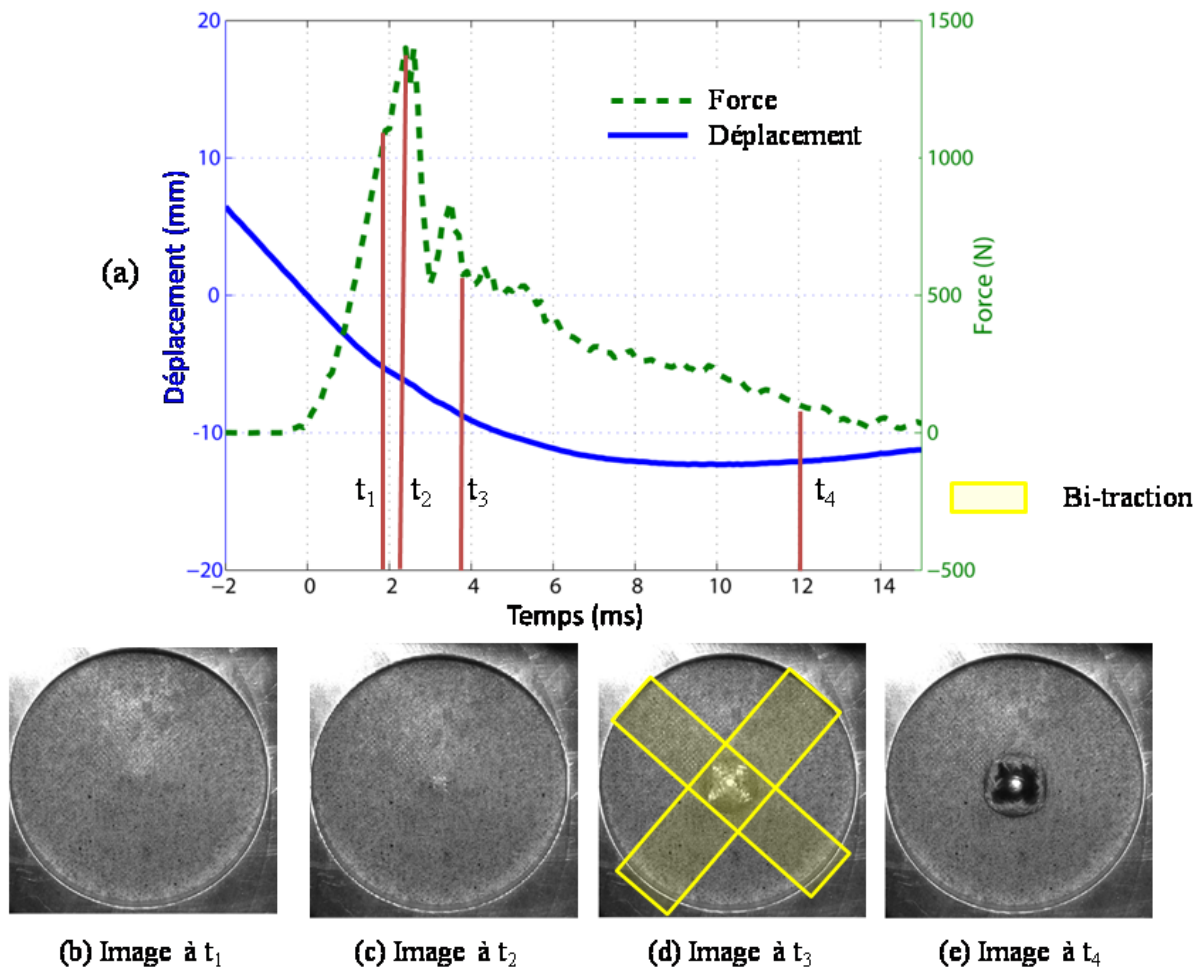 20
10
0
-10
-20
Déplacement (mm)
(a)
1500
1000
500
0
-500
Force (N)
Force
Déplacement
t1
t2
t3
t4
Bi-traction
-2
0
2
4
6
8
10
12
14
Temps (ms)
(b) Image à t1
(c) Image à t2
(d) Image à t3
(e) Image à t4